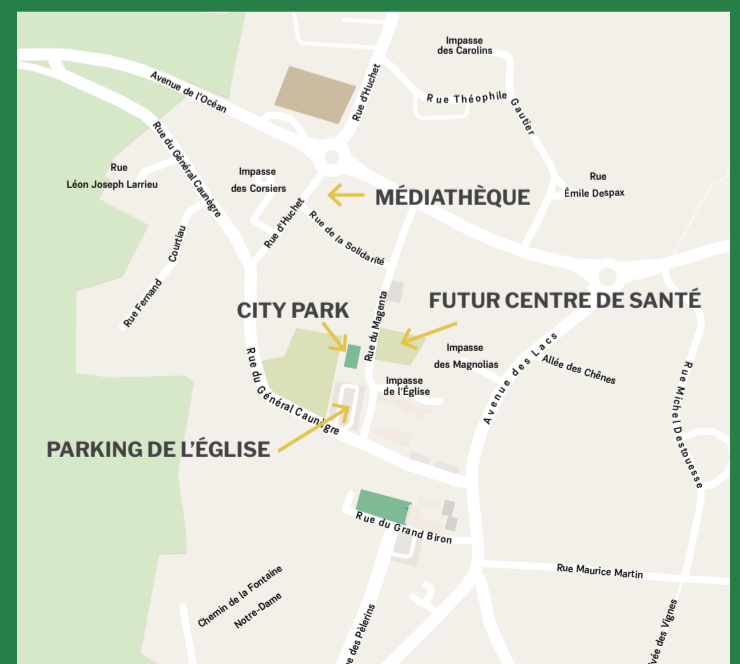 Impasse
des Carolins
Avenue de l'Océan
Rue d'Huchet
Rue Théophile Gautier
Rue du Général Caunègre
Rue
Léon Joseph Larrieu
Impasse
des Corsiers
Rue
Émile Despax
MÉDIATHÈQUE
Rue d'Huchet
Rue de la Solidarité
Rue Fernand Courtiau
CITY PARK
FUTUR CENTRE DE SANTÉ
Rue du Magenta
Impasse
des Magnolias
Avenue des Lacs
Allée des Chênes
Impasse
de l'Église
Rue du Général Caunègre
Rue Michel Destouesse
PARKING DE L'ÉGLISE
Rue du Grand Biron
Rue Maurice Martin
Chemin de la Fontaine
Notre-Dame
des Pèlerins
des Vignes